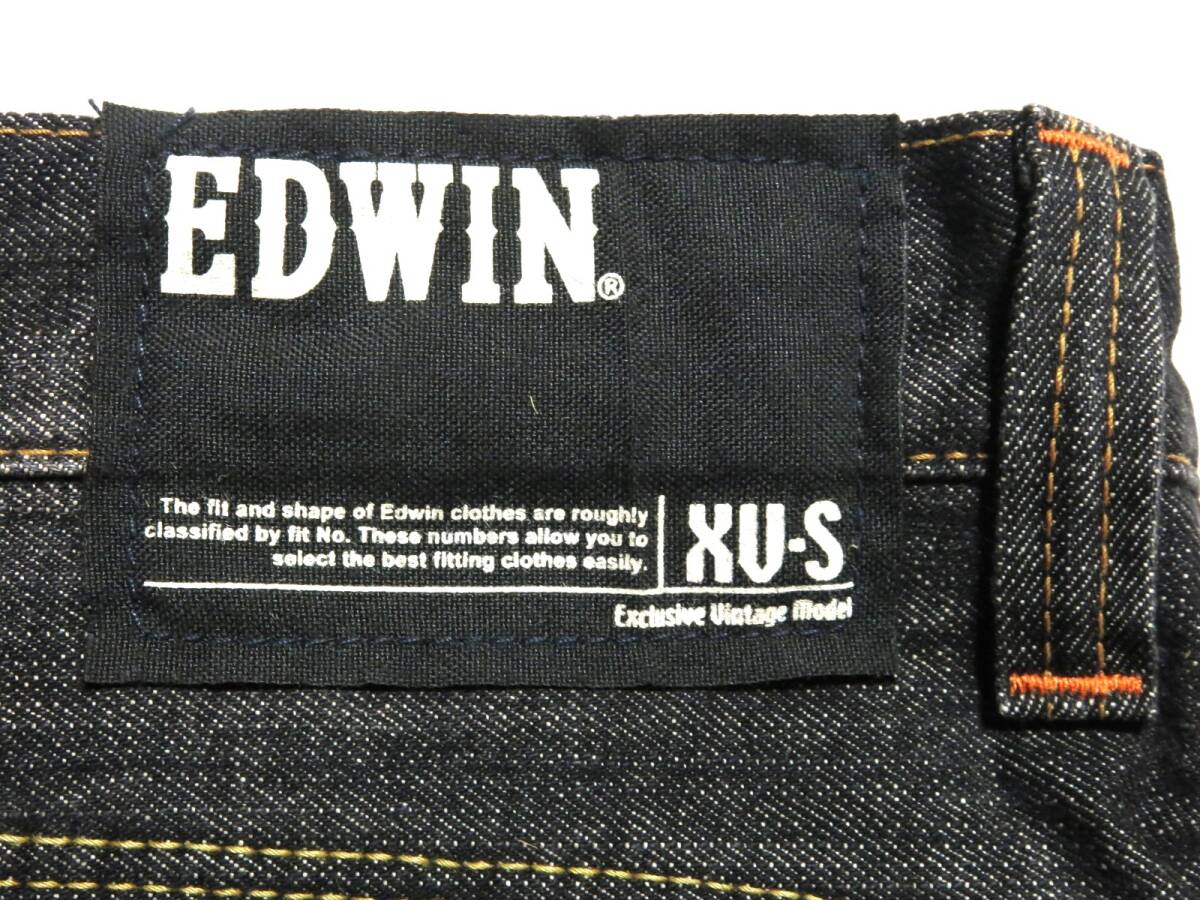 EDWIN®
The fit and shape of Edwin clothes are roughly
classified by fit No. These numbers allow you to
select the best fitting clothes easily.
XV-S
Exclusive Vintage Model